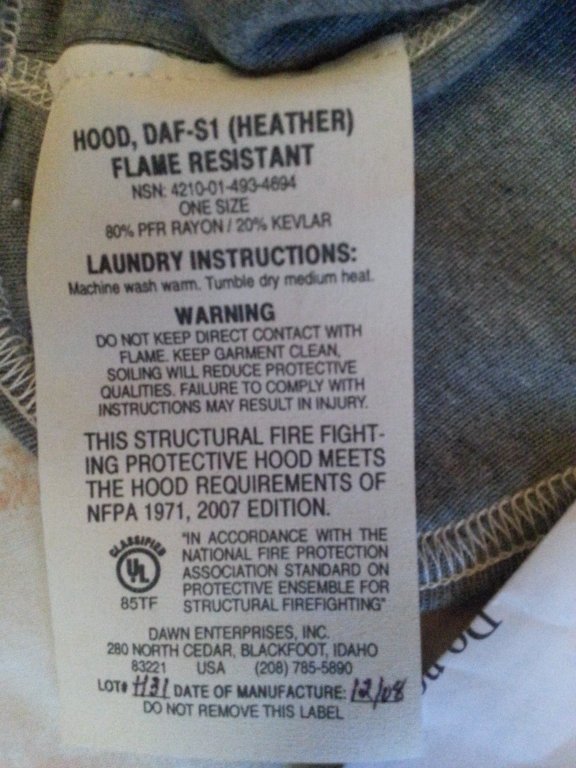 HOOD, DAF-S1 (HEATHER)
FLAME RESISTANT
NSN: 4210-01-493-4694
ONE SIZE
80% PFR RAYON / 20% KEVLAR
LAUNDRY INSTRUCTIONS:
Machine wash warm. Tumble dry medium heat.
WARNING
DO NOT KEEP DIRECT CONTACT WITH
FLAME. KEEP GARMENT CLEAN,
SOILING WILL REDUCE PROTECTIVE
QUALITIES. FAILURE TO COMPLY WITH
INSTRUCTIONS MAY RESULT IN INJURY.
THIS STRUCTURAL FIRE FIGHT-
ING PROTECTIVE HOOD MEETS
THE HOOD REQUIREMENTS OF
NFPA 1971, 2007 EDITION.
CLASSIFIED
UL
85TF
"IN ACCORDANCE WITH THE
NATIONAL FIRE PROTECTION
ASSOCIATION STANDARD ON
PROTECTIVE ENSEMBLE FOR
STRUCTURAL FIREFIGHTING"
DAWN ENTERPRISES, INC.
280 NORTH CEDAR, BLACKFOOT, IDAHO
83221 USA (208) 785-5890
LOT# H31 DATE OF MANUFACTURE: 12/08
DO NOT REMOVE THIS LABEL
Do